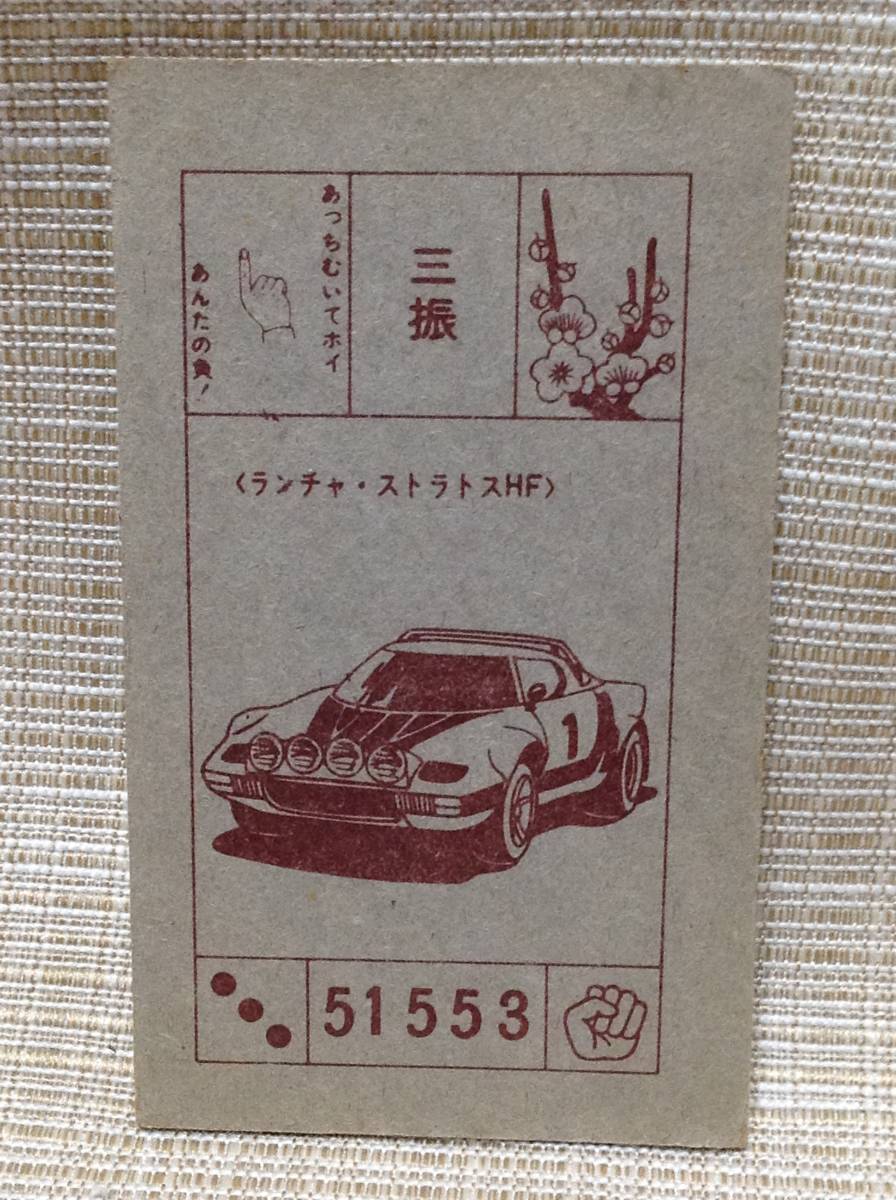 あっちむいてホイ
あんたの負!
三振
〈ランチャ・ストラトスHF〉
1
51553